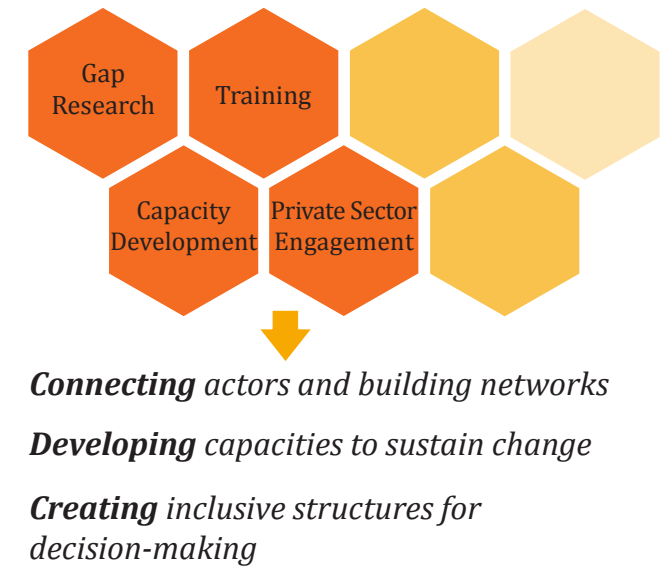 Gap
Research
Training
Capacity
Development
Private Sector
Engagement
Connecting actors and building networks
Developing capacities to sustain change
Creating inclusive structures for
decision-making